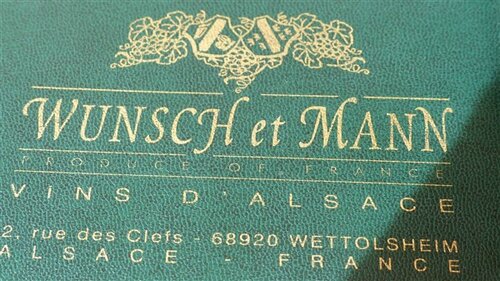 WUNSCH et MANN
PRODUCE OF FRANCE
VINS D'ALSACE
2, rue des Clefs - 68920 WETTOLSHEIM
ALSACE - FRANCE